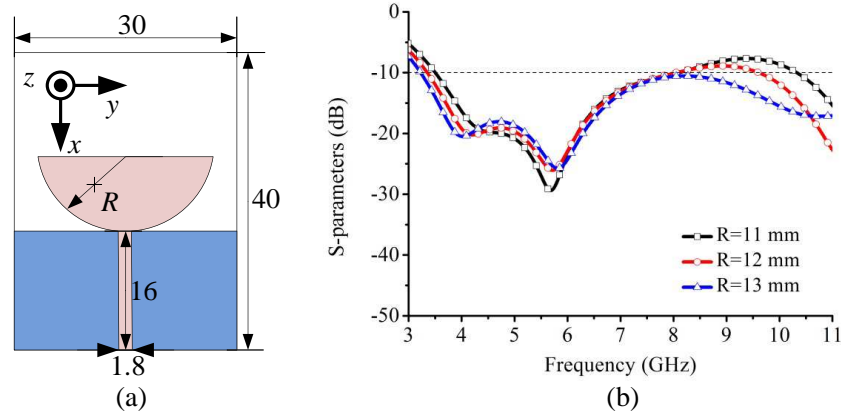 30
z
y
x
R
40
16
1.8
(a)
0
-10
-20
-30
-40
-50
S-parameters (dB)
R=11 mm
R=12 mm
R=13 mm
3 4 5 6 7 8 9 10 11
Frequency (GHz)
(b)